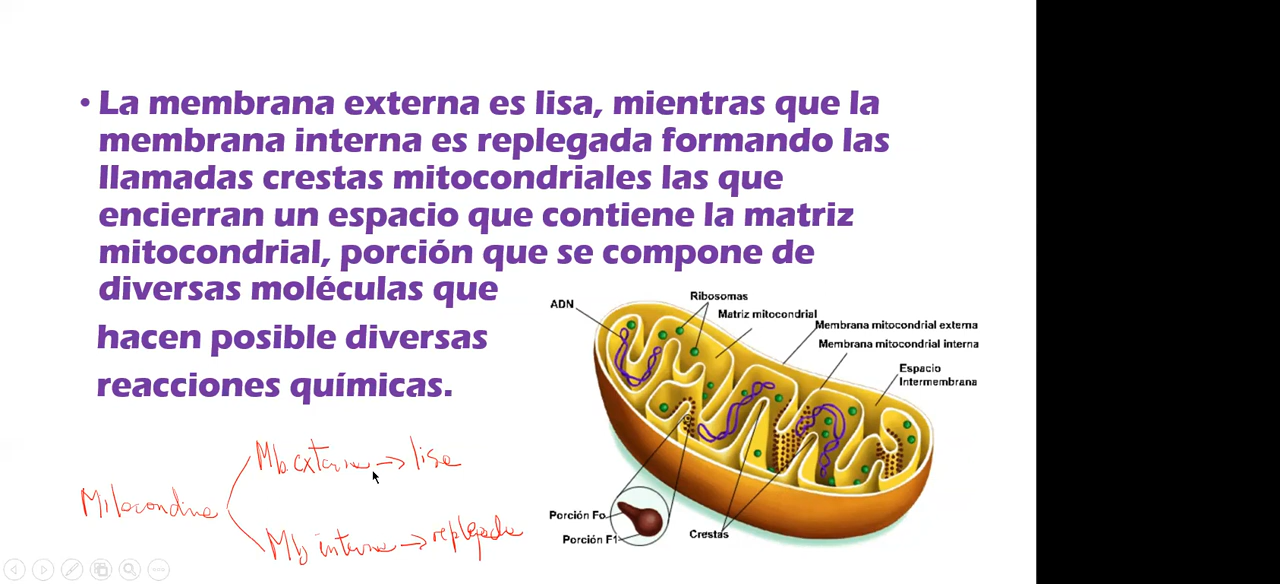 • La membrana externa es lisa, mientras que la
membrana interna es replegada formando las
llamadas crestas mitocondriales las que
encierran un espacio que contiene la matriz
mitocondrial, porción que se compone de
diversas moléculas que
hacen posible diversas
reacciones químicas.
ADN
Ribosomas
Matriz mitocondrial
Membrana mitocondrial externa
Membrana mitocondrial interna
Espacio
Intermembrana
Porción Fo
Porción F1
Crestas
Mitocondria
Mb externa → lisa
Mb interna → replegada